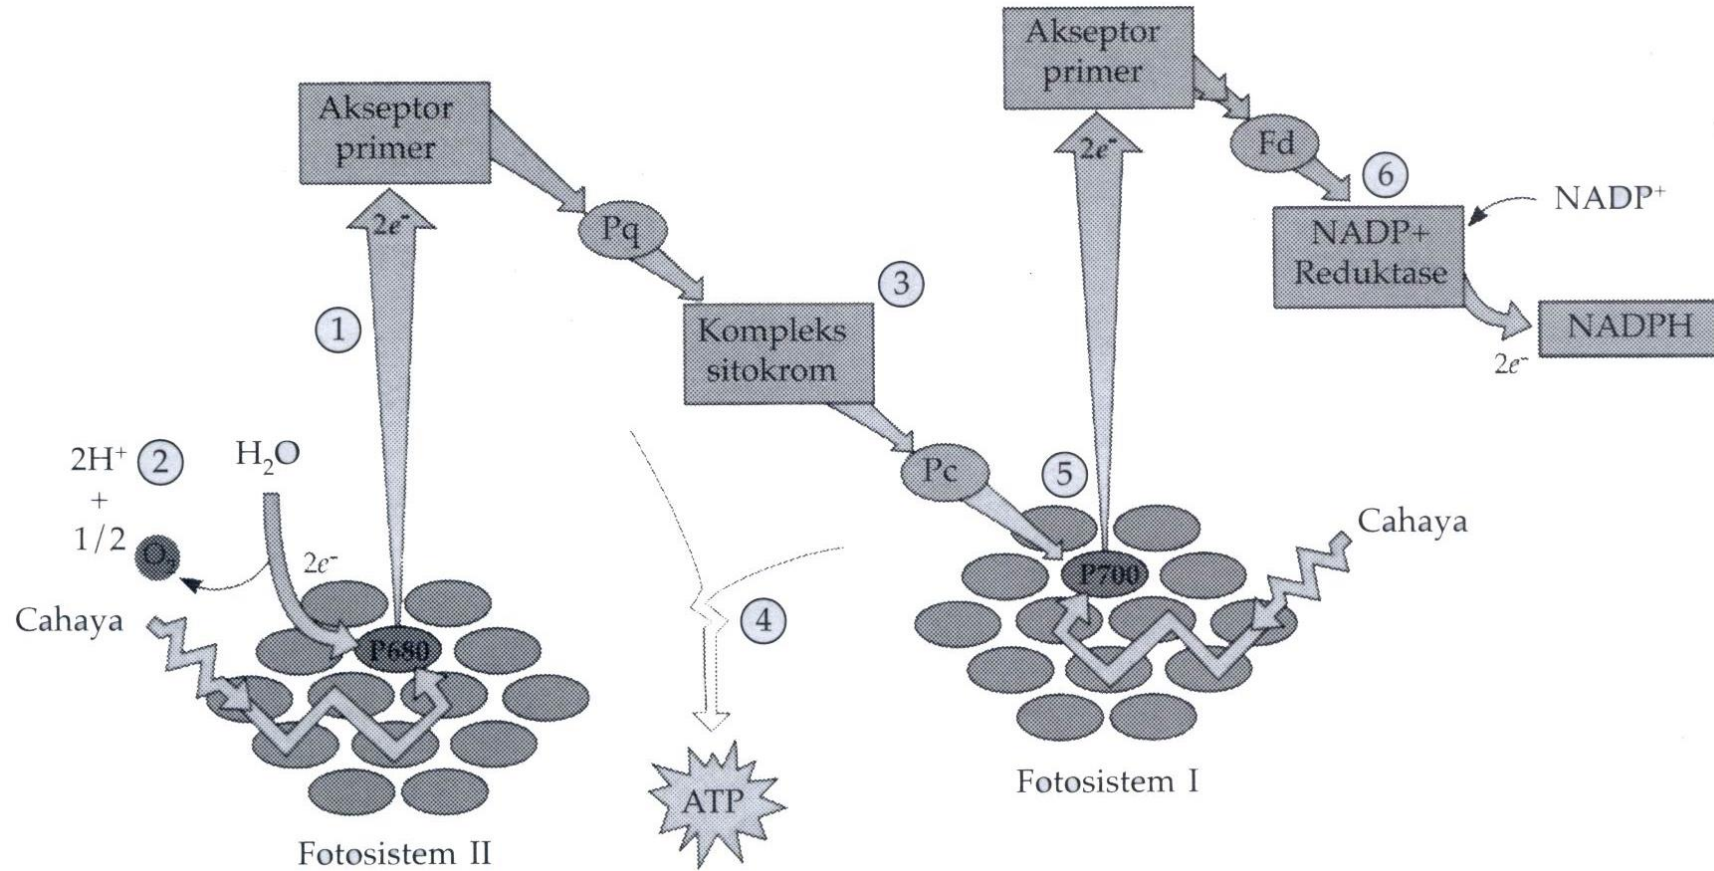 Akseptor
primer
2e⁻
Pq
1
Kompleks
sitokrom
3
Pc
2H⁺
2
+
1/2 O₂
H₂O
2e⁻
Cahaya
P680
Fotosistem II
4
ATP
Akseptor
primer
2e⁻
Fd
6
NADP+
Reduktase
NADP⁺
NADPH
2e⁻
5
P700
Cahaya
Fotosistem I